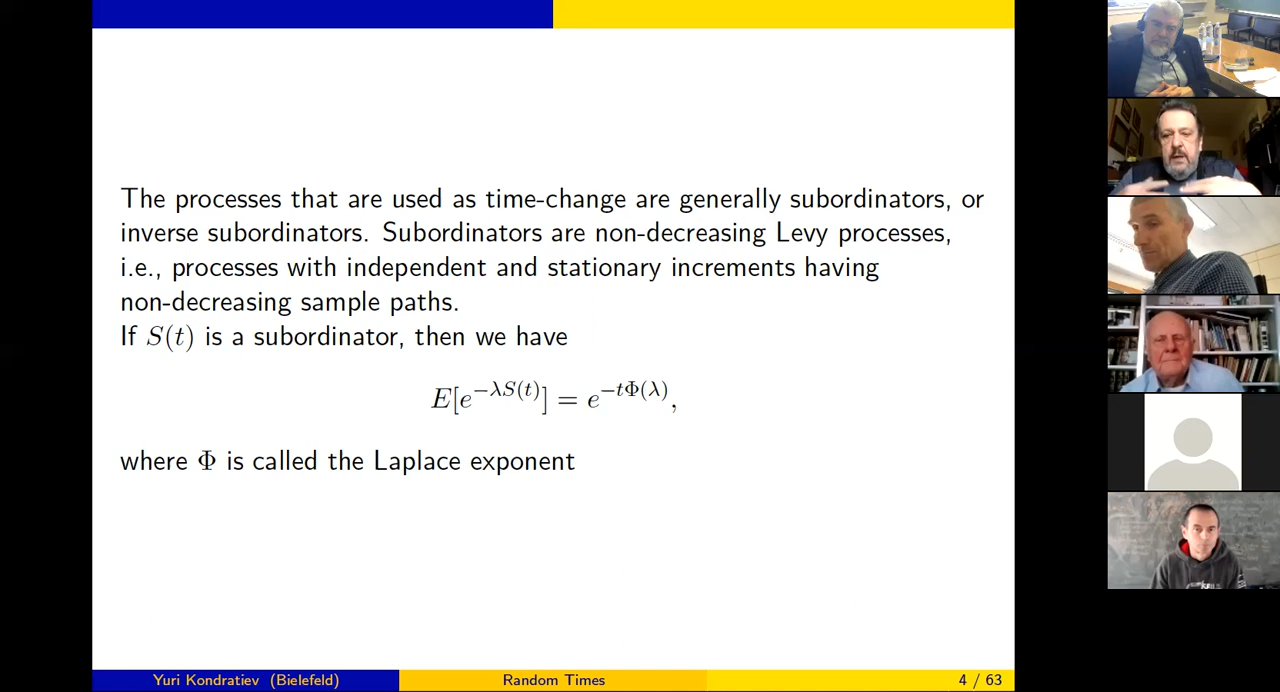 The processes that are used as time-change are generally subordinators, or
inverse subordinators. Subordinators are non-decreasing Levy processes,
i.e., processes with independent and stationary increments having
non-decreasing sample paths.
If S(t) is a subordinator, then we have
E[e^{-λS(t)}] = e^{-tΦ(λ)},
where Φ is called the Laplace exponent
Yuri Kondratiev (Bielefeld) Random Times 4 / 63